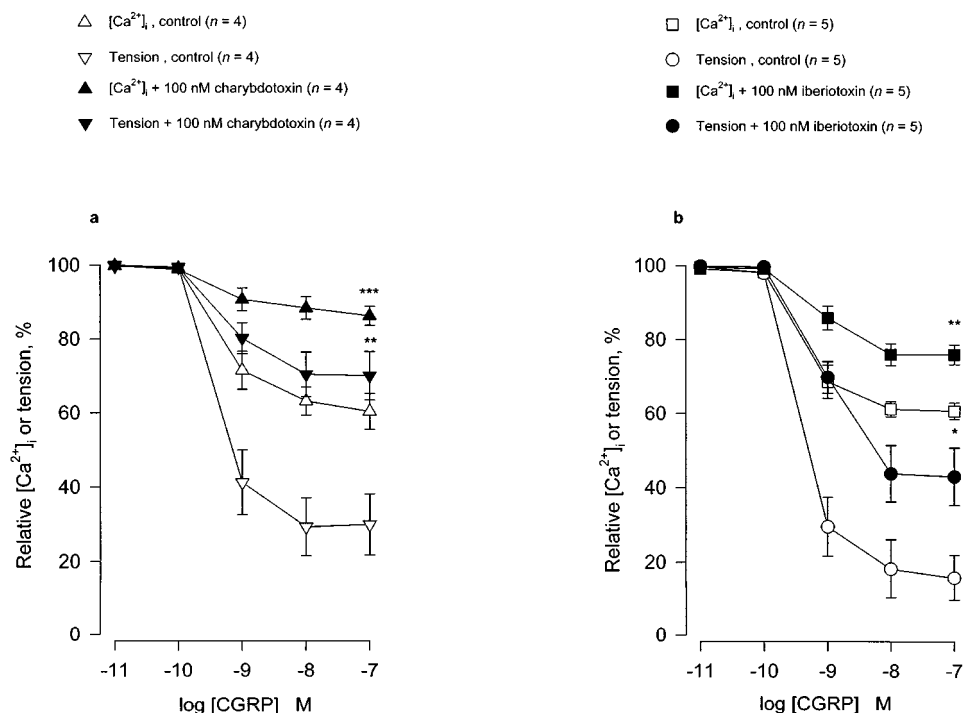 [Ca²⁺]ᵢ , control (n = 4)
Tension , control (n = 4)
[Ca²⁺]ᵢ + 100 nM charybdotoxin (n = 4)
Tension + 100 nM charybdotoxin (n = 4)
[Ca²⁺]ᵢ , control (n = 5)
Tension , control (n = 5)
[Ca²⁺]ᵢ + 100 nM iberiotoxin (n = 5)
Tension + 100 nM iberiotoxin (n = 5)
a
Relative [Ca²⁺]ᵢ or tension, %
100
80
60
40
20
0
***
**
-11 -10 -9 -8 -7
log [CGRP] M
b
Relative [Ca²⁺]ᵢ or tension, %
100
80
60
40
20
0
**
*
-11 -10 -9 -8 -7
log [CGRP] M